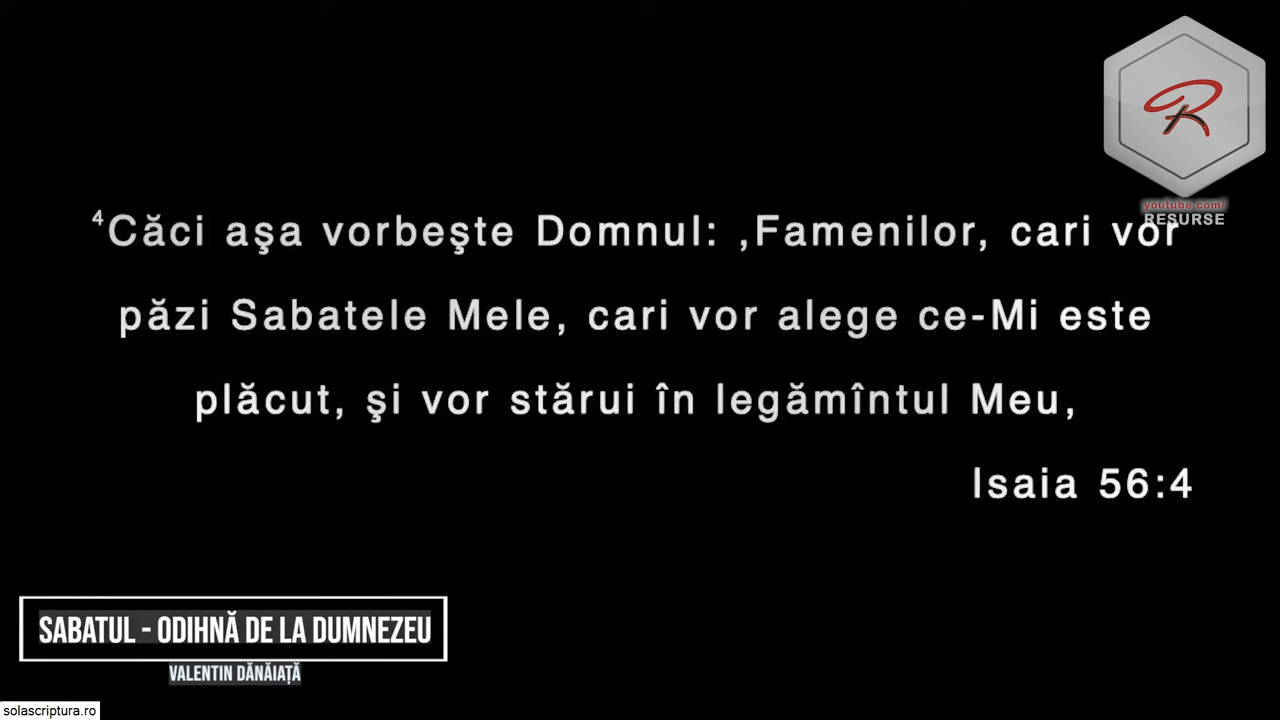 youtube.com/
RESURSE
⁴Căci aşa vorbeşte Domnul: ‚Famenilor, cari vor
păzi Sabatele Mele, cari vor alege ce-Mi este
plăcut, şi vor stărui în legămîntul Meu,
Isaia 56:4
SABATUL - ODIHNĂ DE LA DUMNEZEU
VALENTIN DĂNĂIAȚĂ
solascriptura.ro